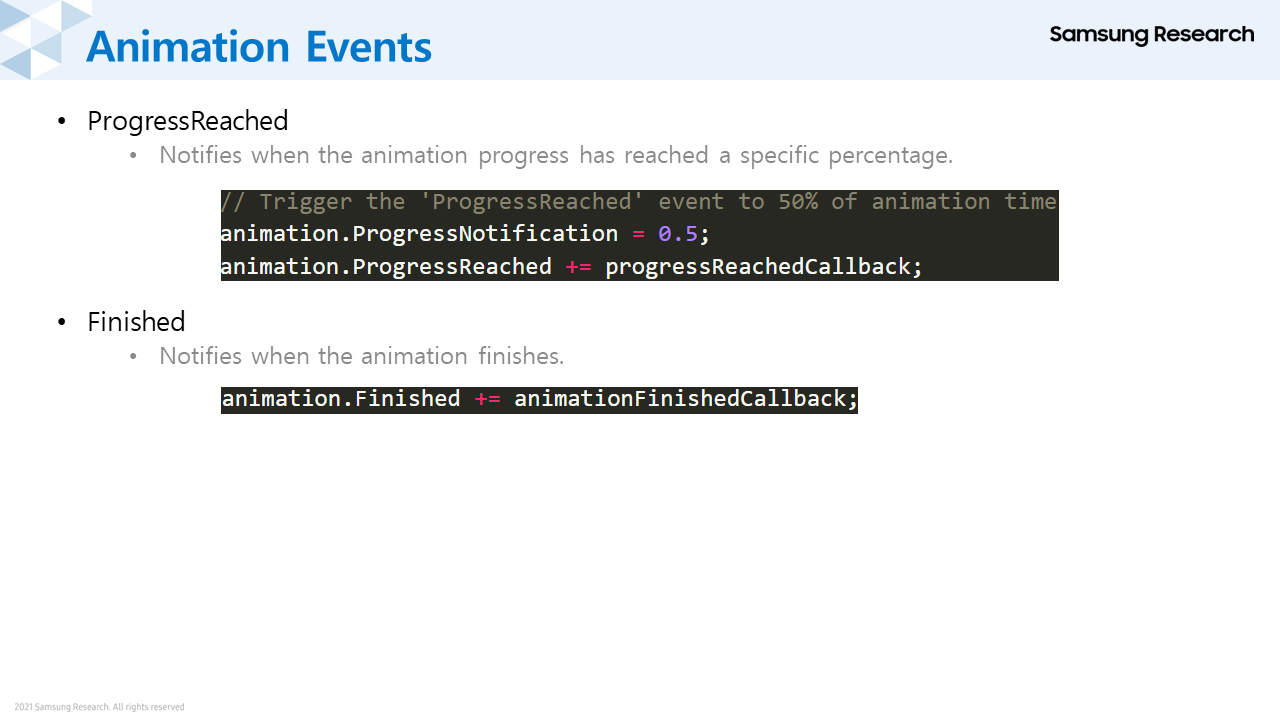 Animation Events
Samsung Research
• ProgressReached
• Notifies when the animation progress has reached a specific percentage.
// Trigger the 'ProgressReached' event to 50% of animation time
animation.ProgressNotification = 0.5;
animation.ProgressReached += progressReachedCallback;
• Finished
• Notifies when the animation finishes.
animation.Finished += animationFinishedCallback;
2021 Samsung Research. All rights reserved